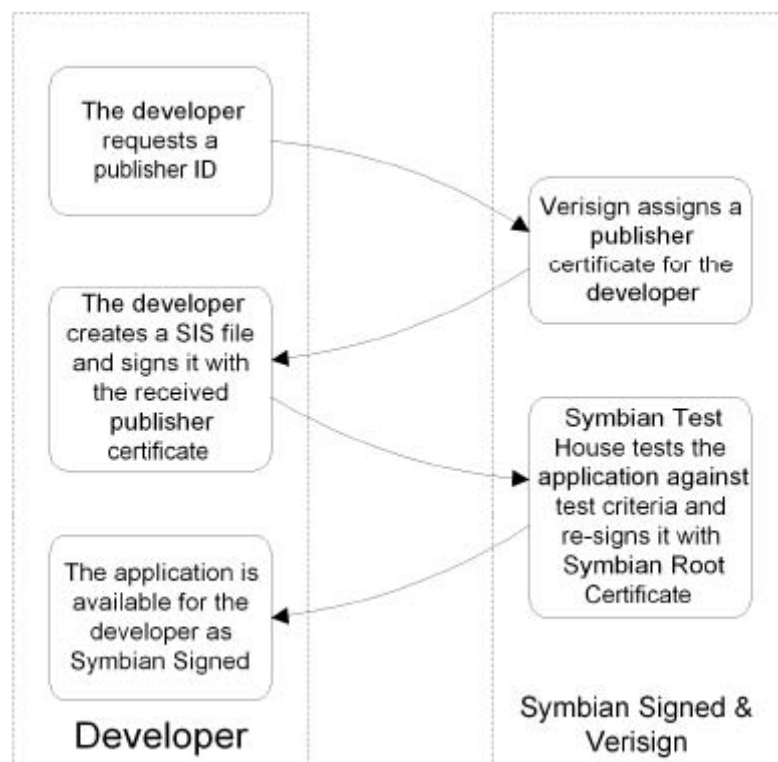 The developer
requests a
publisher ID
Verisign assigns a
publisher
certificate for the
developer
The developer
creates a SIS file
and signs it with
the received
publisher
certificate
Symbian Test
House tests the
application against
test criteria and
re-signs it with
Symbian Root
Certificate
The application is
available for the
developer as
Symbian Signed
Developer
Symbian Signed &
Verisign